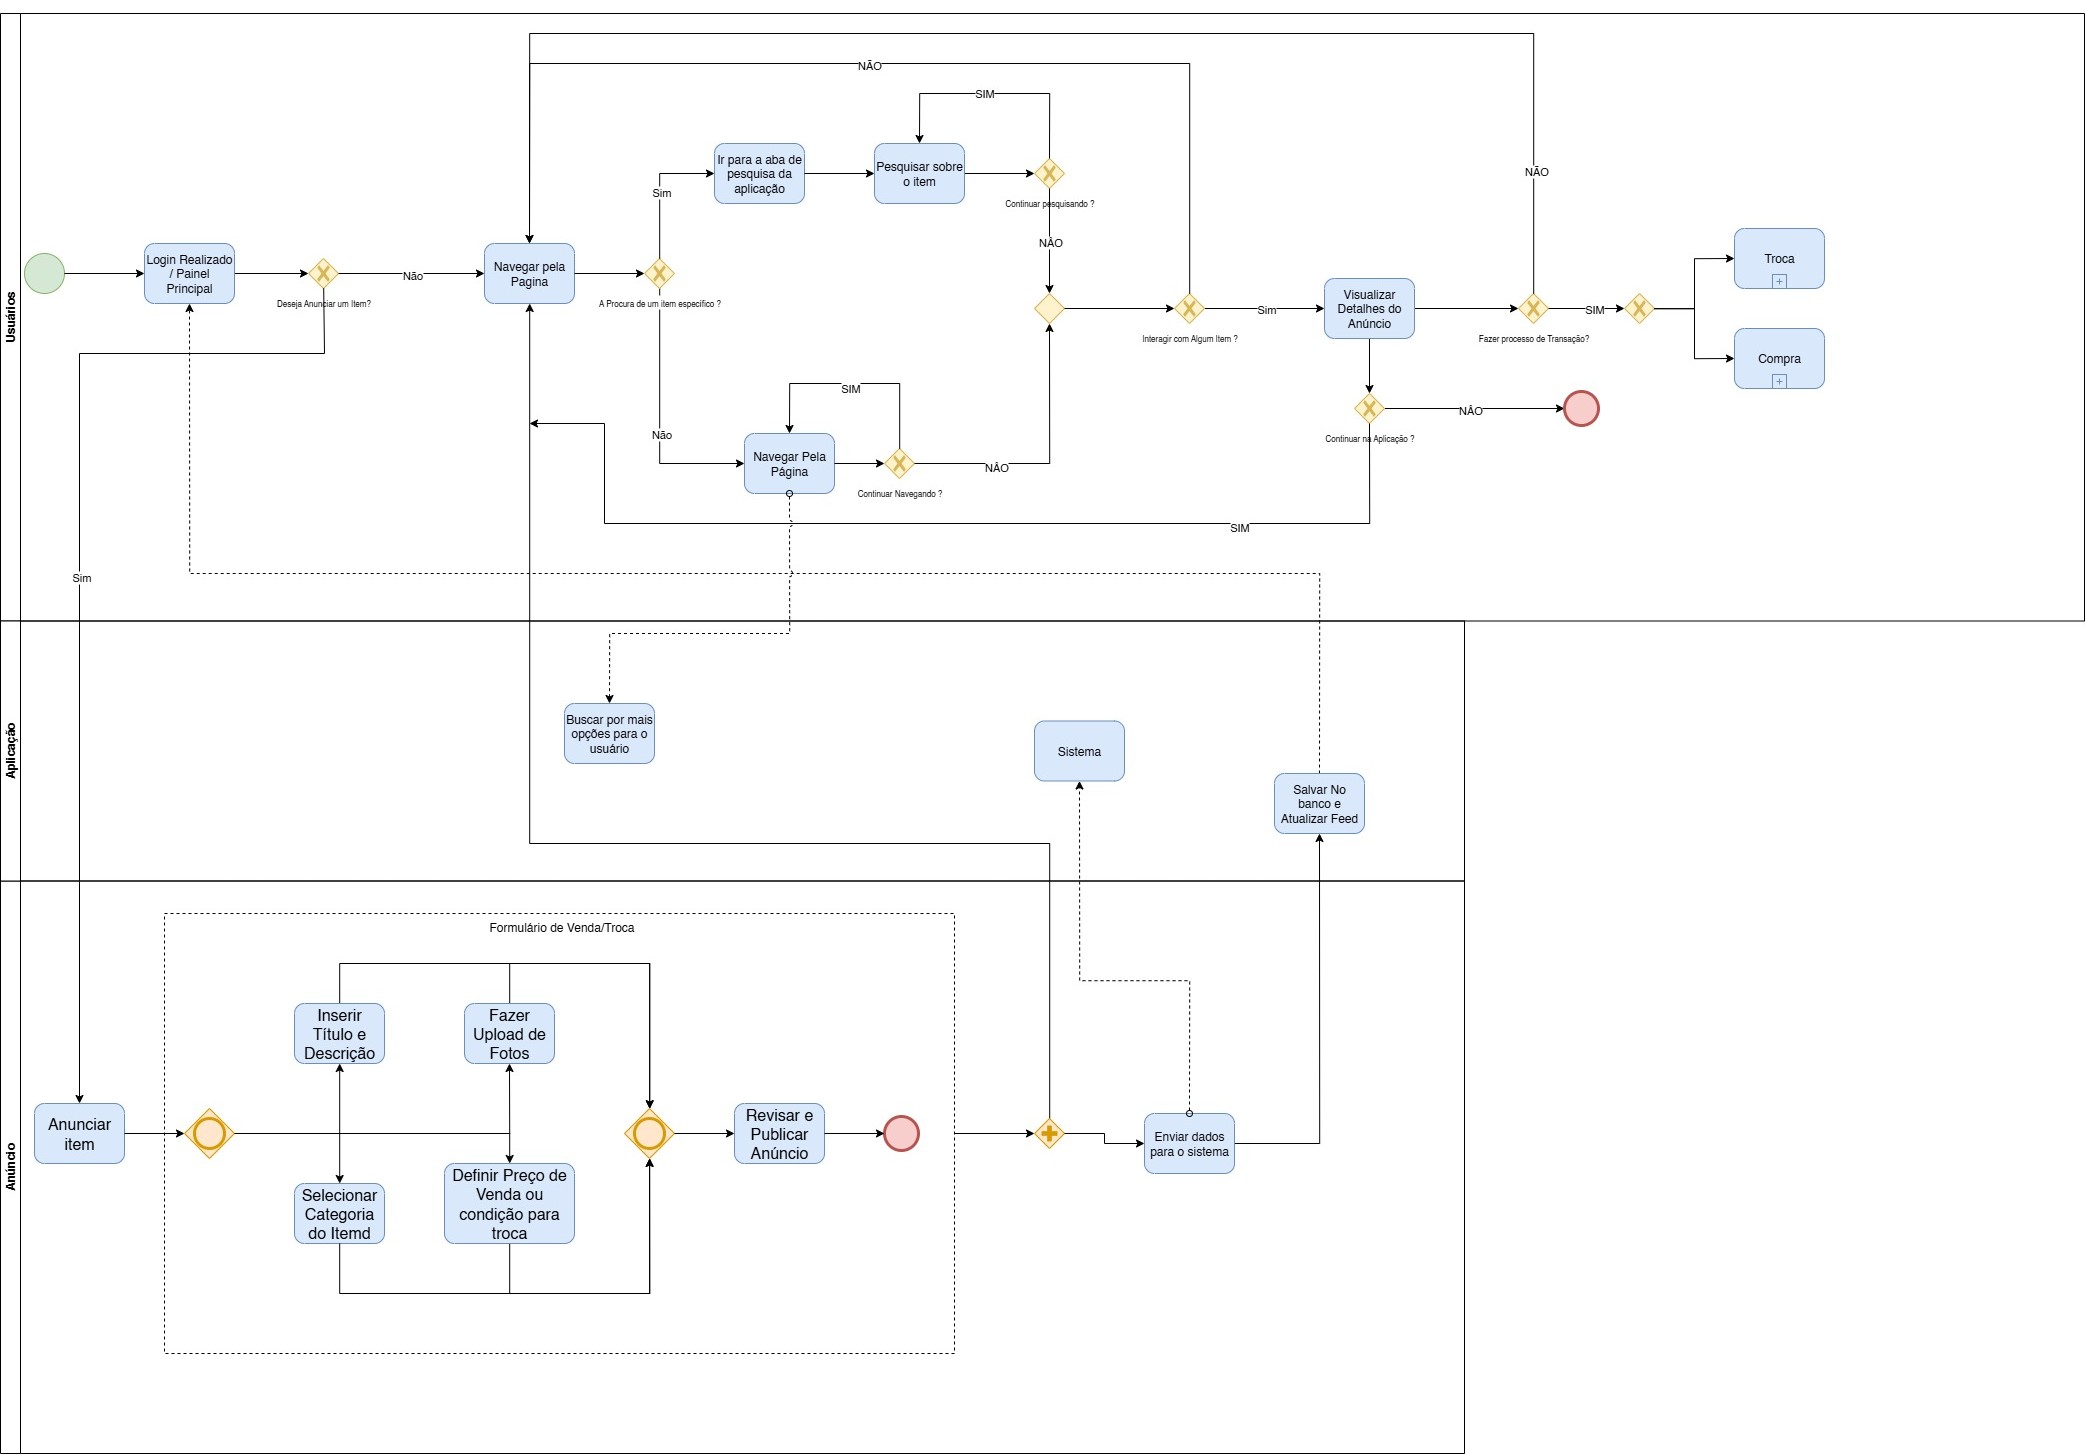 Usuários
NÃO
SIM
Ir para a aba de
pesquisa da
aplicação
Pesquisar sobre
o item
Continuar pesquisando ?
Sim
NÃO
NÃO
Login Realizado
/ Painel
Principal
Deseja Anunciar um Item?
Não
Navegar pela
Pagina
A Procura de um item específico ?
Interagir com Algum Item ?
Sim
Visualizar
Detalhes do
Anúncio
Fazer processo de Transação?
SIM
Troca
Compra
Continuar na Aplicação ?
NÃO
SIM
Não
Navegar Pela
Página
Continuar Navegando ?
NÃO
SIM
Sim
Aplicação
Buscar por mais
opções para o
usuário
Sistema
Salvar No
banco e
Atualizar Feed
Anúncio
Formulário de Venda/Troca
Inserir
Título e
Descrição
Fazer
Upload de
Fotos
Anunciar
item
Revisar e
Publicar
Anúncio
Enviar dados
para o sistema
Selecionar
Categoria
do Itemd
Definir Preço de
Venda ou
condição para
troca